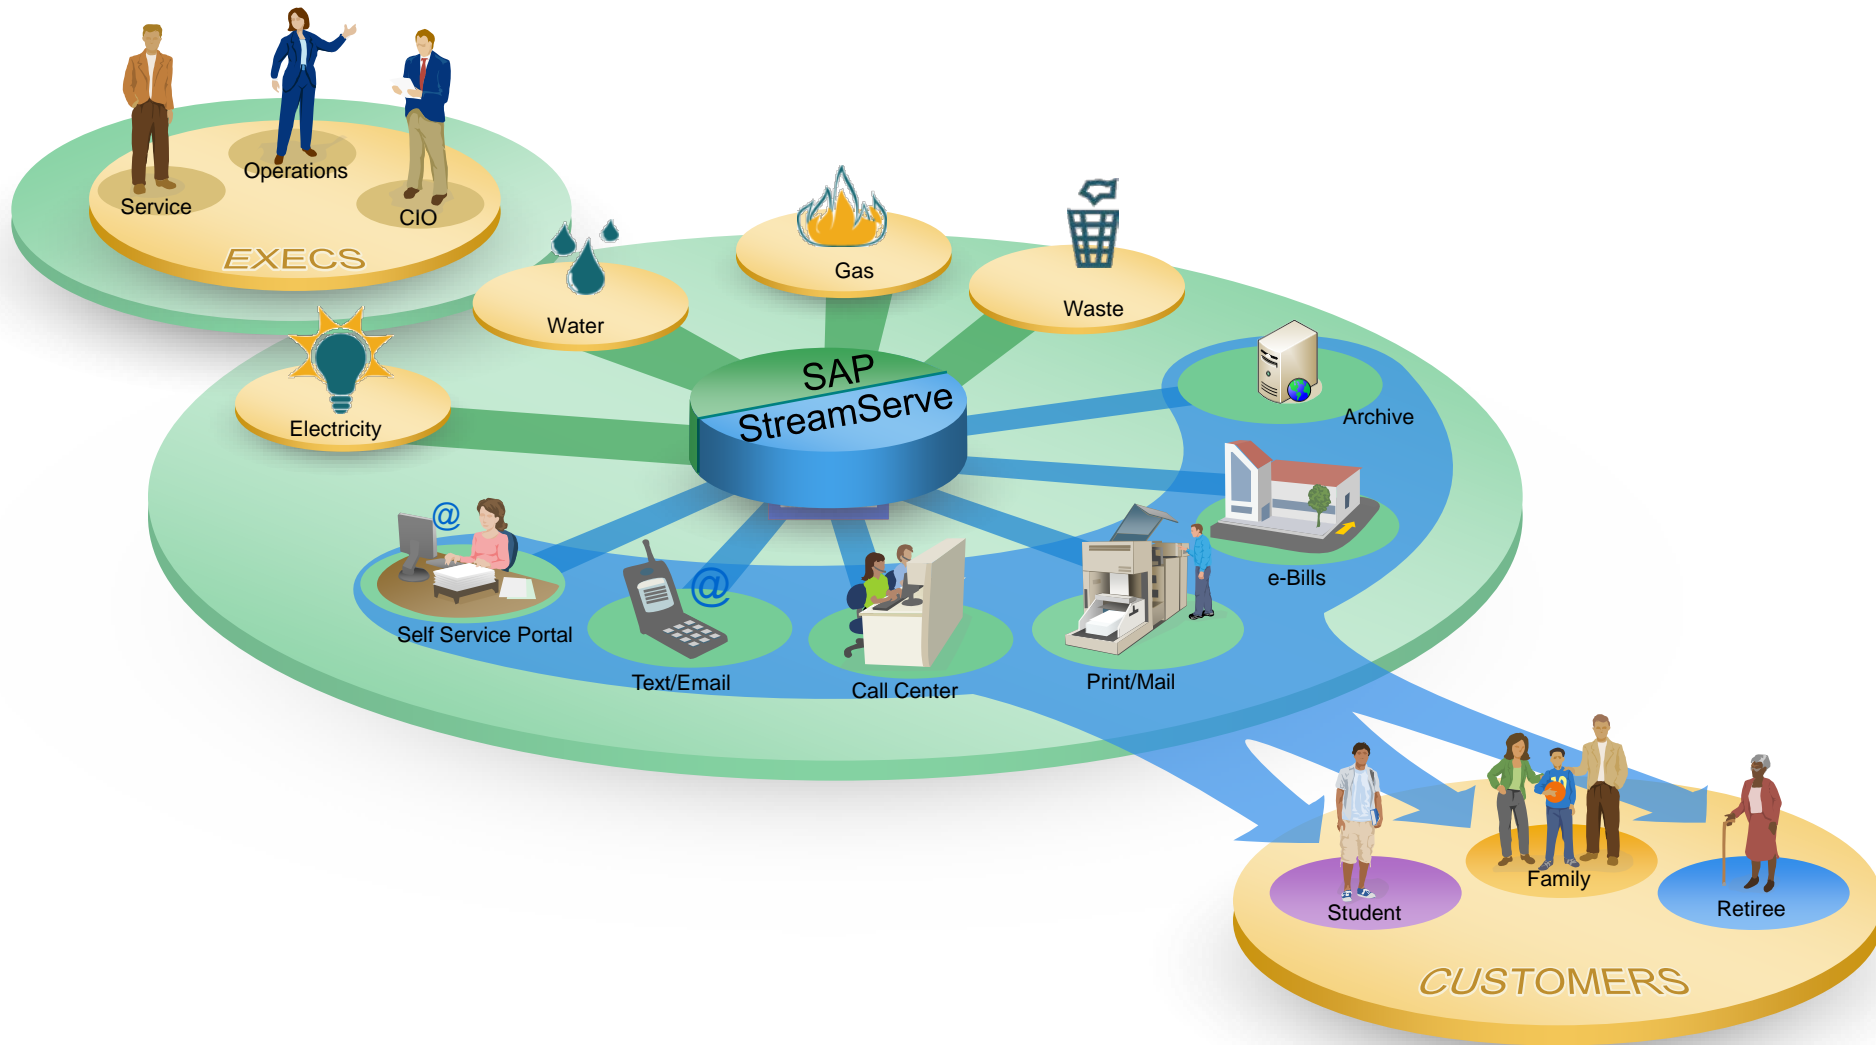 Operations
Service
CIO
EXECS
Gas
Waste
Water
Electricity
SAP
StreamServe
Archive
@
e-Bills
@
Self Service Portal
Text/Email
Call Center
Print/Mail
Family
Student
Retiree
CUSTOMERS